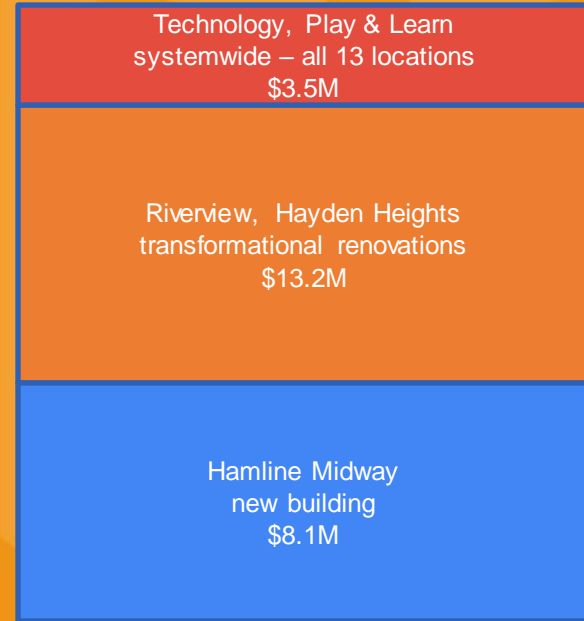 Technology, Play & Learn
systemwide – all 13 locations
$3.5M
Riverview, Hayden Heights
transformational renovations
$13.2M
Hamline Midway
new building
$8.1M